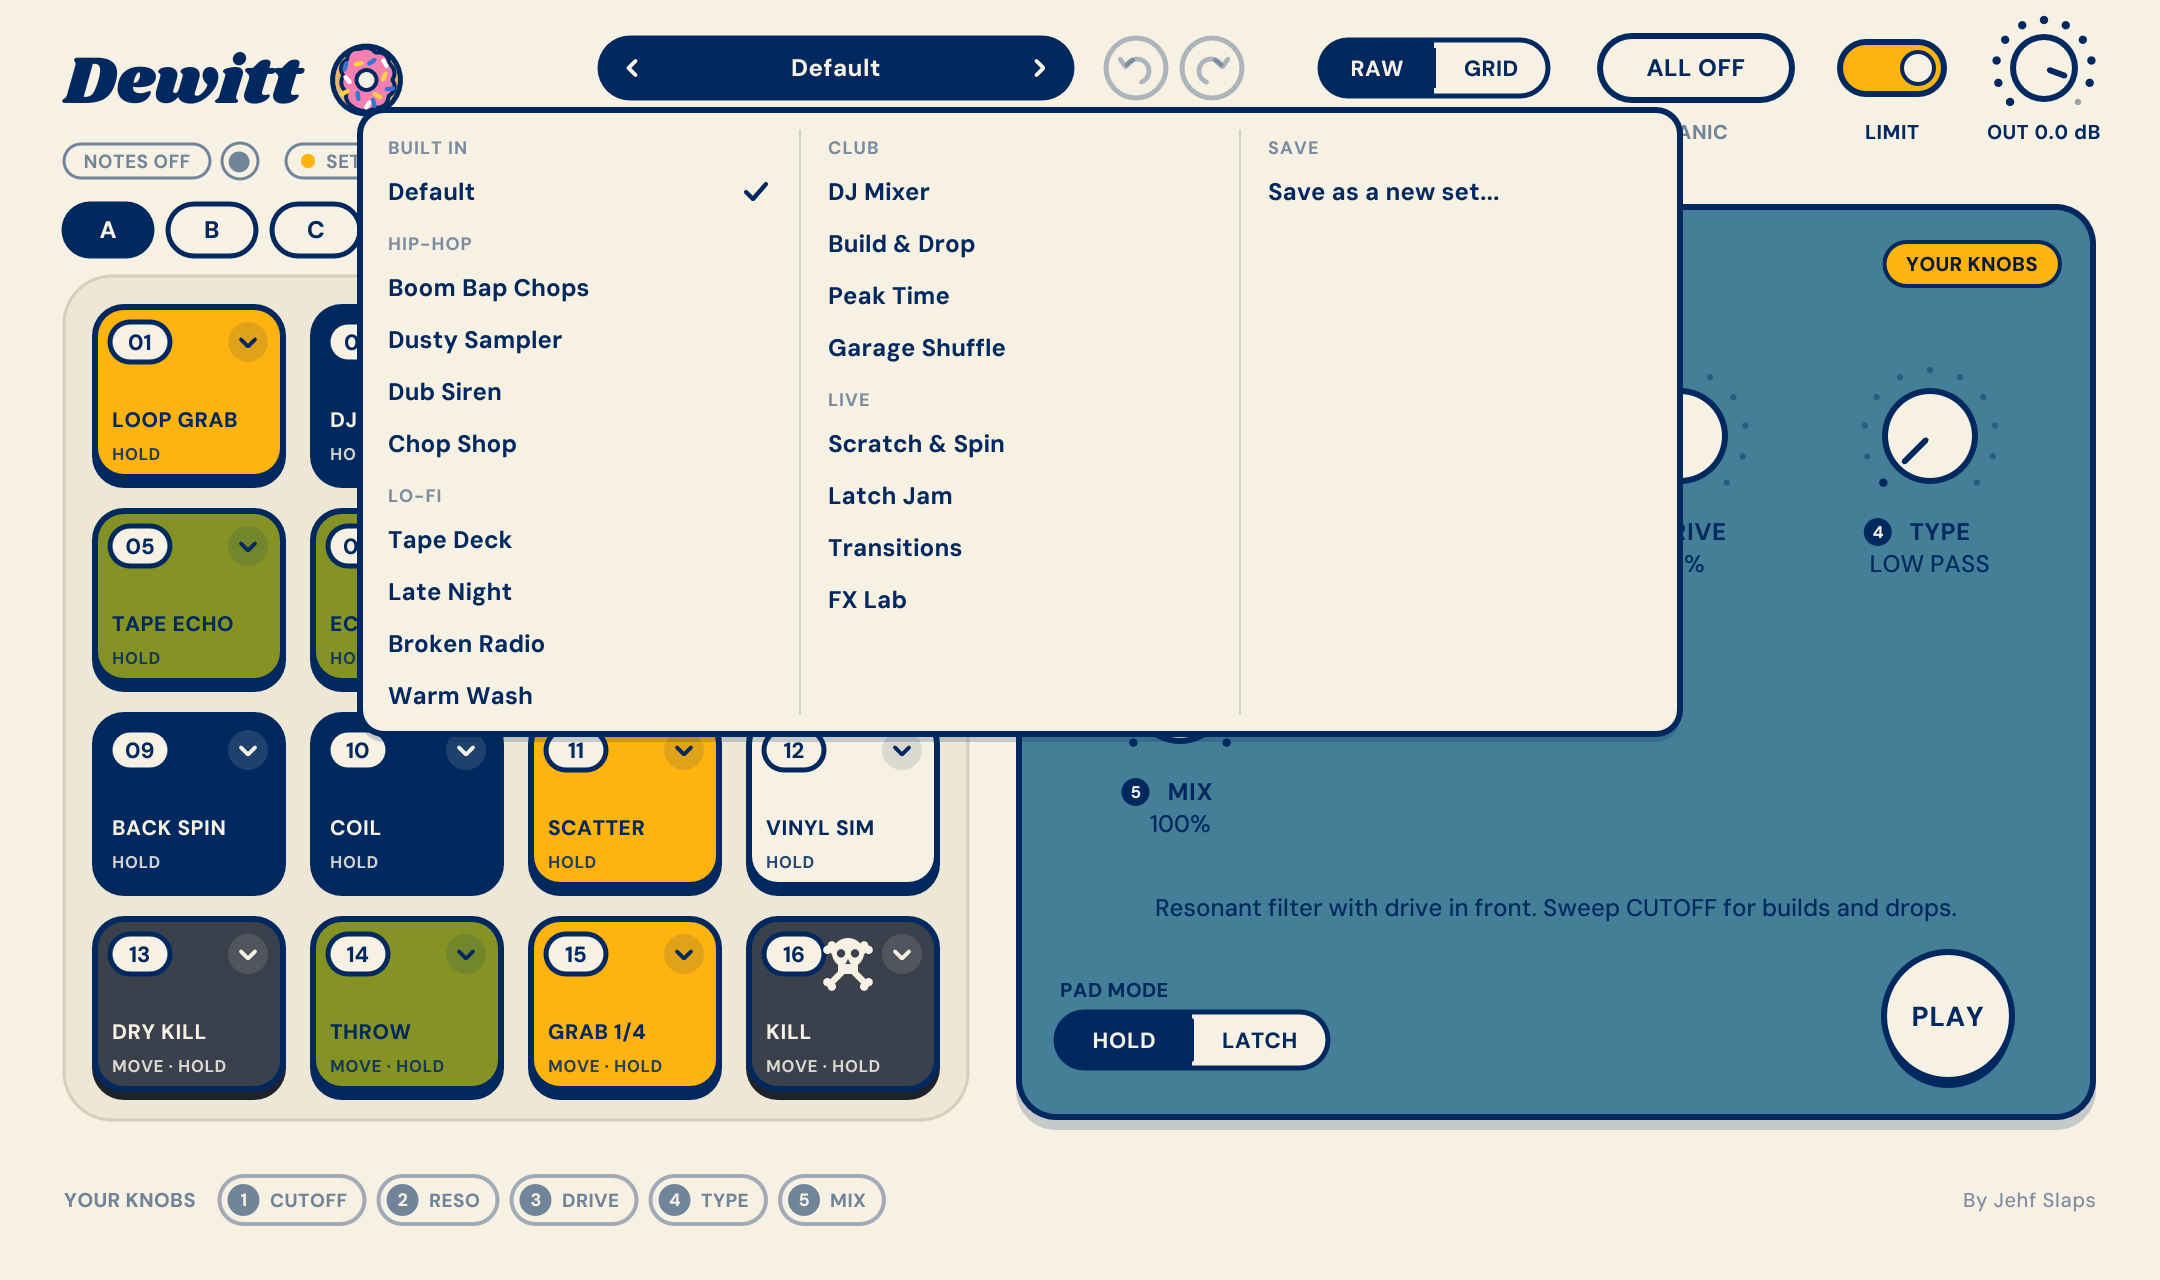 Dewitt
Default
RAW
GRID
ALL OFF
LIMIT
OUT 0.0 dB
NOTES OFF
A
B
C
BUILT IN
Default
HIP-HOP
Boom Bap Chops
Dusty Sampler
Dub Siren
Chop Shop
LO-FI
Tape Deck
Late Night
Broken Radio
Warm Wash
CLUB
DJ Mixer
Build & Drop
Peak Time
Garage Shuffle
LIVE
Scratch & Spin
Latch Jam
Transitions
FX Lab
SAVE
Save as a new set...
YOUR KNOBS
01
LOOP GRAB
HOLD
DJ
05
TAPE ECHO
HOLD
09
BACK SPIN
HOLD
10
COIL
HOLD
11
SCATTER
HOLD
12
VINYL SIM
HOLD
13
DRY KILL
MOVE · HOLD
14
THROW
MOVE · HOLD
15
GRAB 1/4
MOVE · HOLD
16
KILL
MOVE · HOLD
%
4 TYPE
LOW PASS
5 MIX
100%
Resonant filter with drive in front. Sweep CUTOFF for builds and drops.
PAD MODE
HOLD
LATCH
PLAY
YOUR KNOBS
1 CUTOFF
2 RESO
3 DRIVE
4 TYPE
5 MIX
By Jehf Slaps